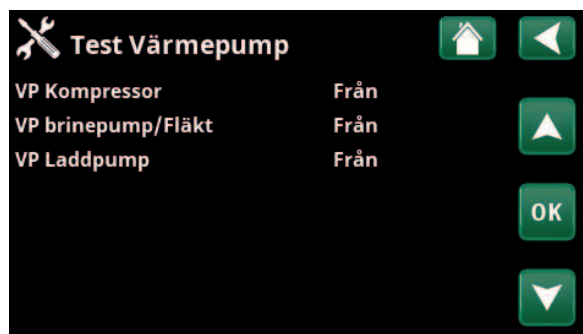 Test Värmepump
VP Kompressor Från
VP brinepump/Fläkt Från
VP Laddpump Från
OK